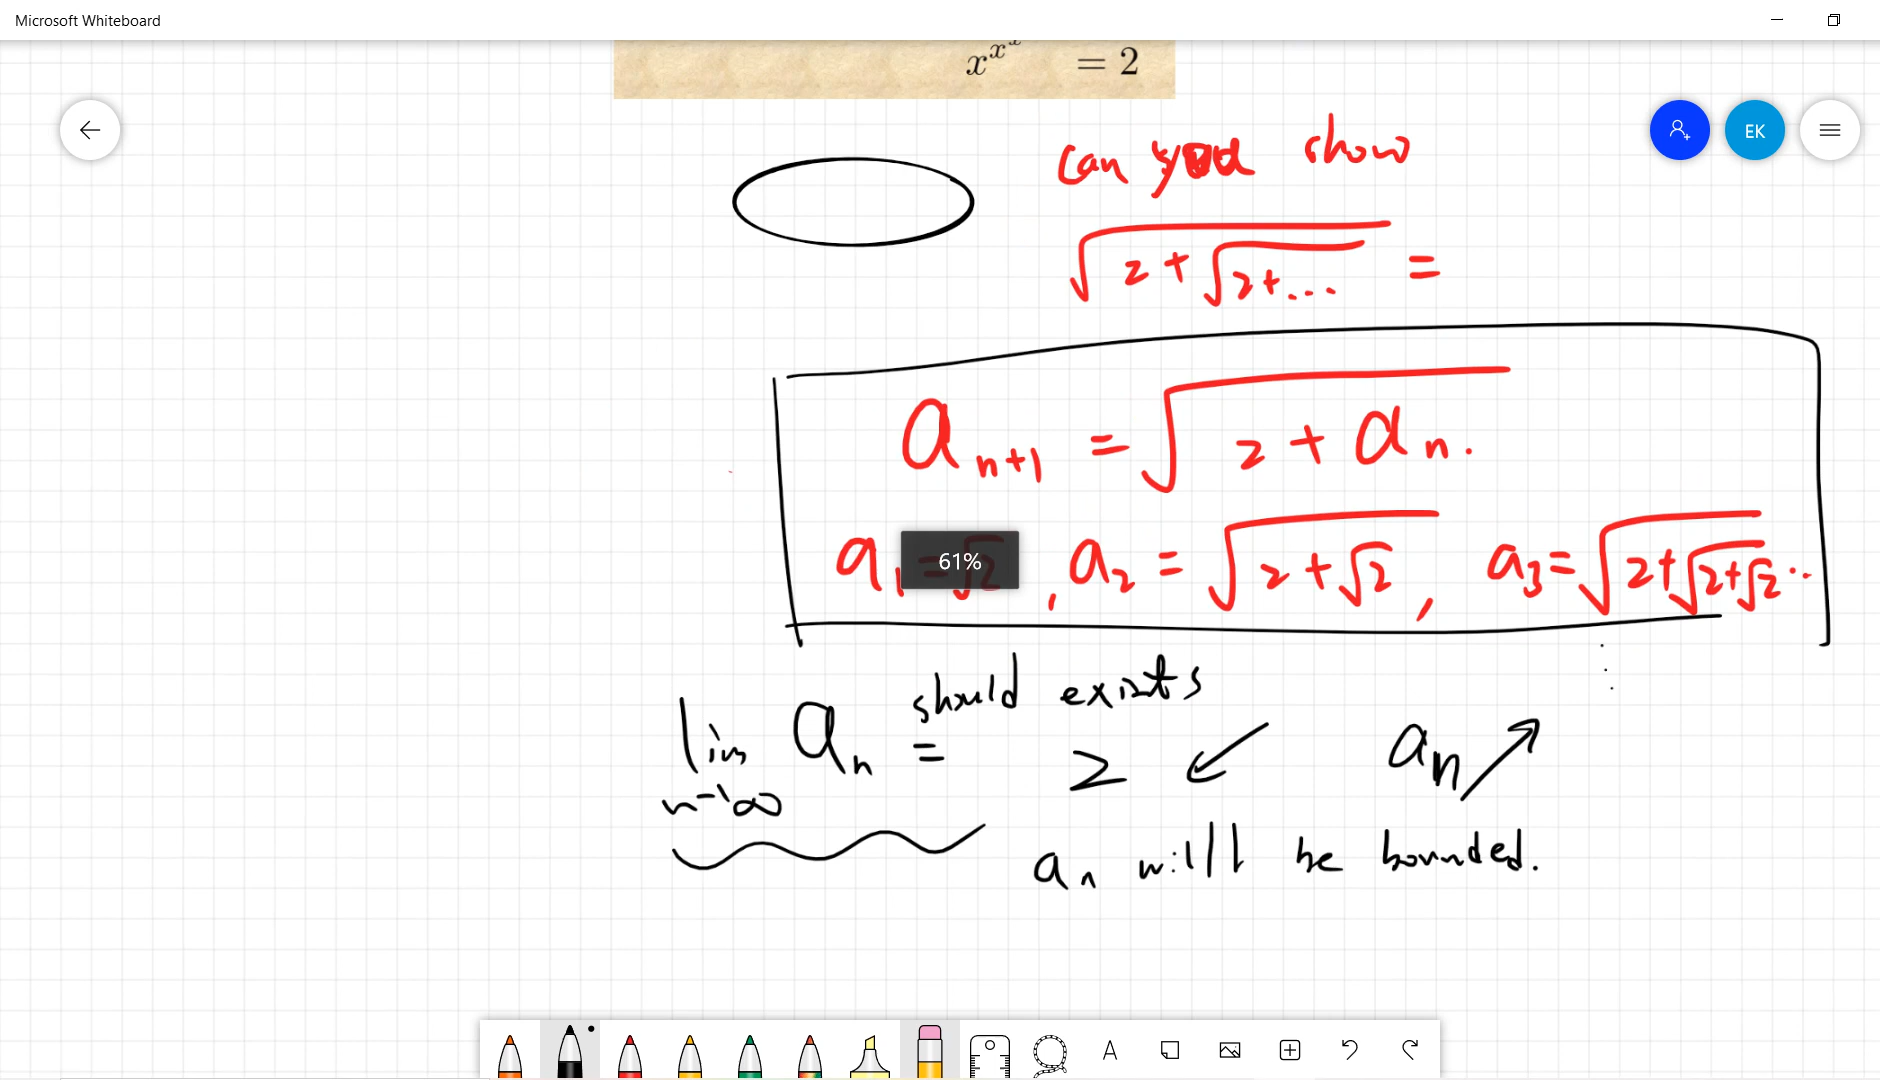 Microsoft Whiteboard
x^{x^x} = 2
EK
can you show
√(2+√(2+...)) =
a_{n+1} = √(2+a_n).
a_1 = √2, a_2 = √(2+√2), a_3 = √(2+√(2+√2))..
61%
should exists
lim_{n→∞} a_n = 2 ↙ a_n ↗
a_n will be bounded.
A